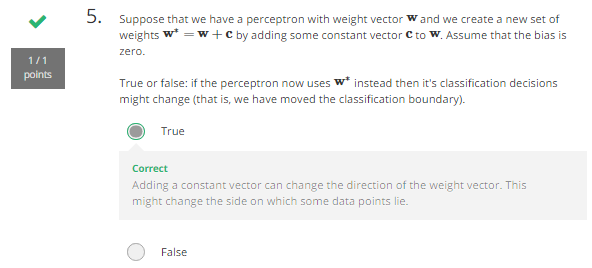 5. Suppose that we have a perceptron with weight vector w and we create a new set of
weights w* = w + c by adding some constant vector c to w. Assume that the bias is
zero.
1 / 1
points
True or false: if the perceptron now uses w* instead then it's classification decisions
might change (that is, we have moved the classification boundary).
True
Correct
Adding a constant vector can change the direction of the weight vector. This
might change the side on which some data points lie.
False